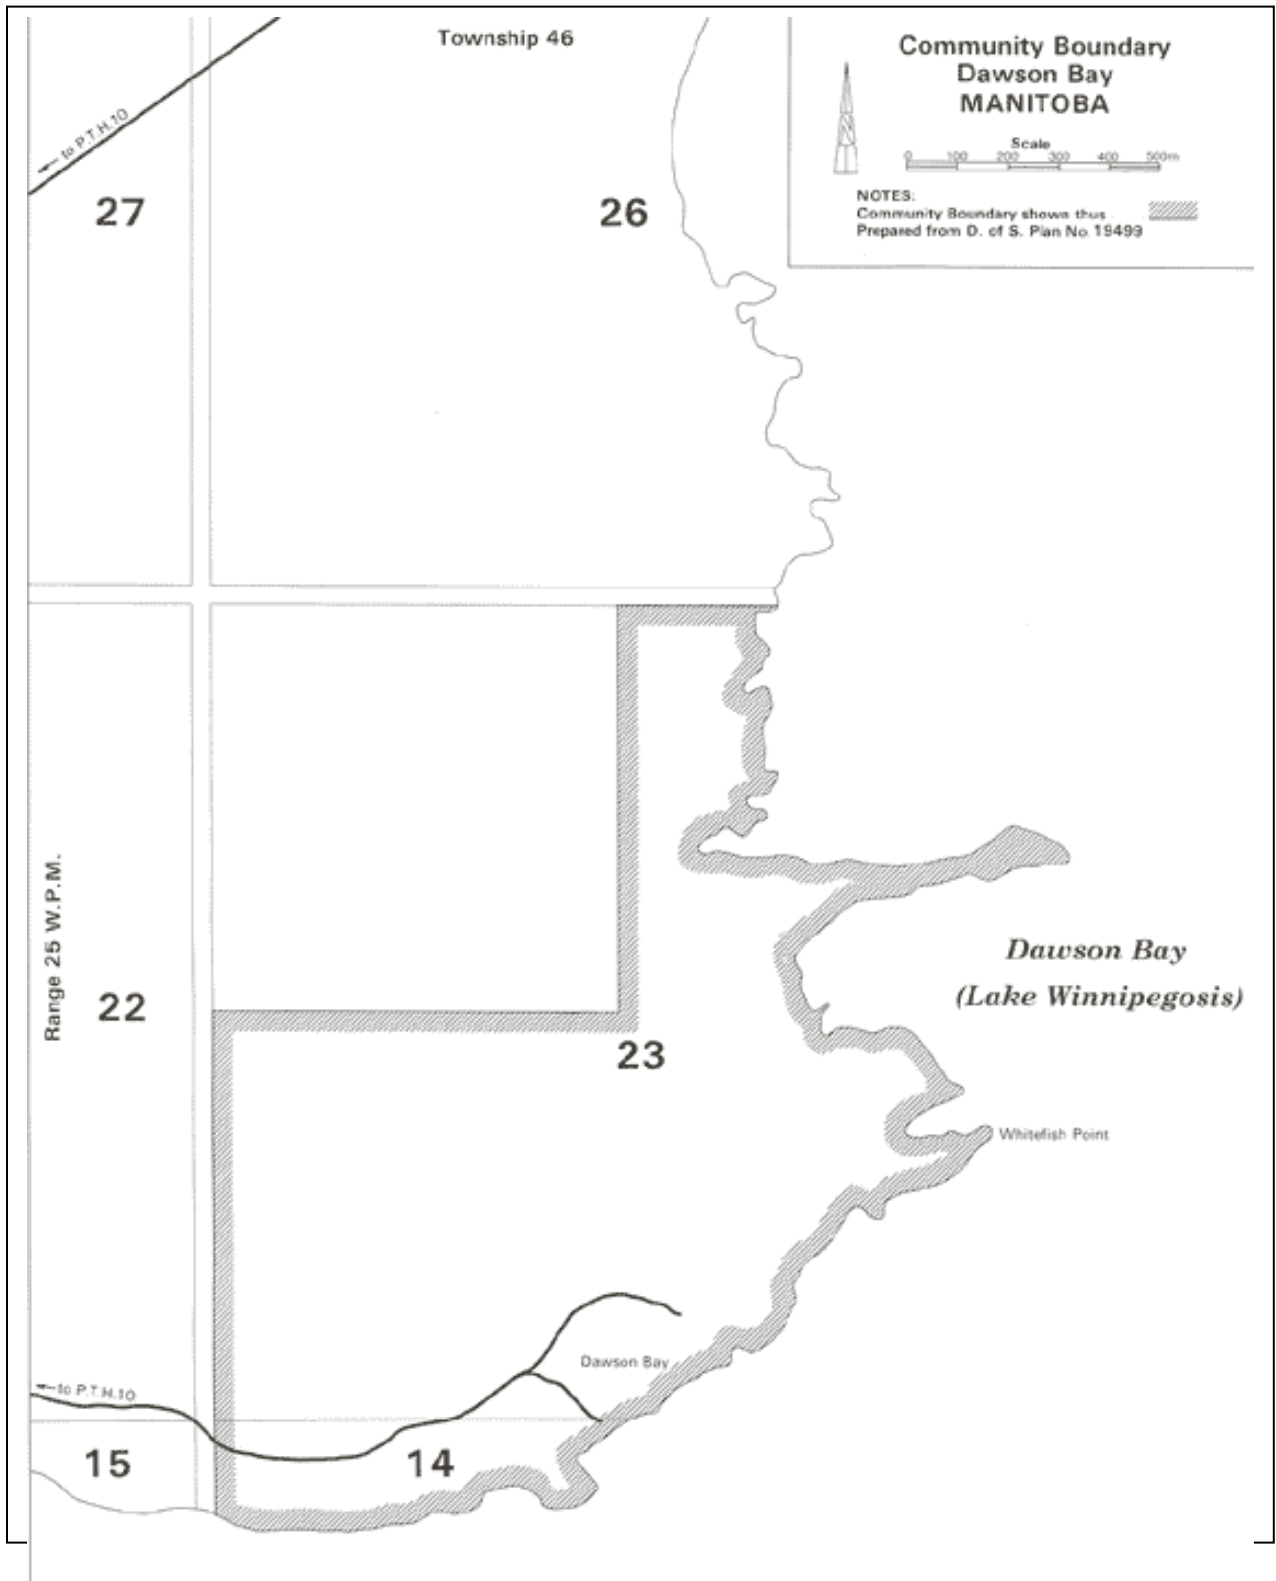 Township 46
Community Boundary
Dawson Bay
MANITOBA
Scale
0 100 200 300 400 500m
NOTES:
Community Boundary shown thus
Prepared from D. of S. Plan No. 19499
to P.T.H.10
27
26
Range 25 W.P.M.
22
23
Dawson Bay
(Lake Winnipegosis)
Whitefish Point
Dawson Bay
to P.T.H.10
15
14